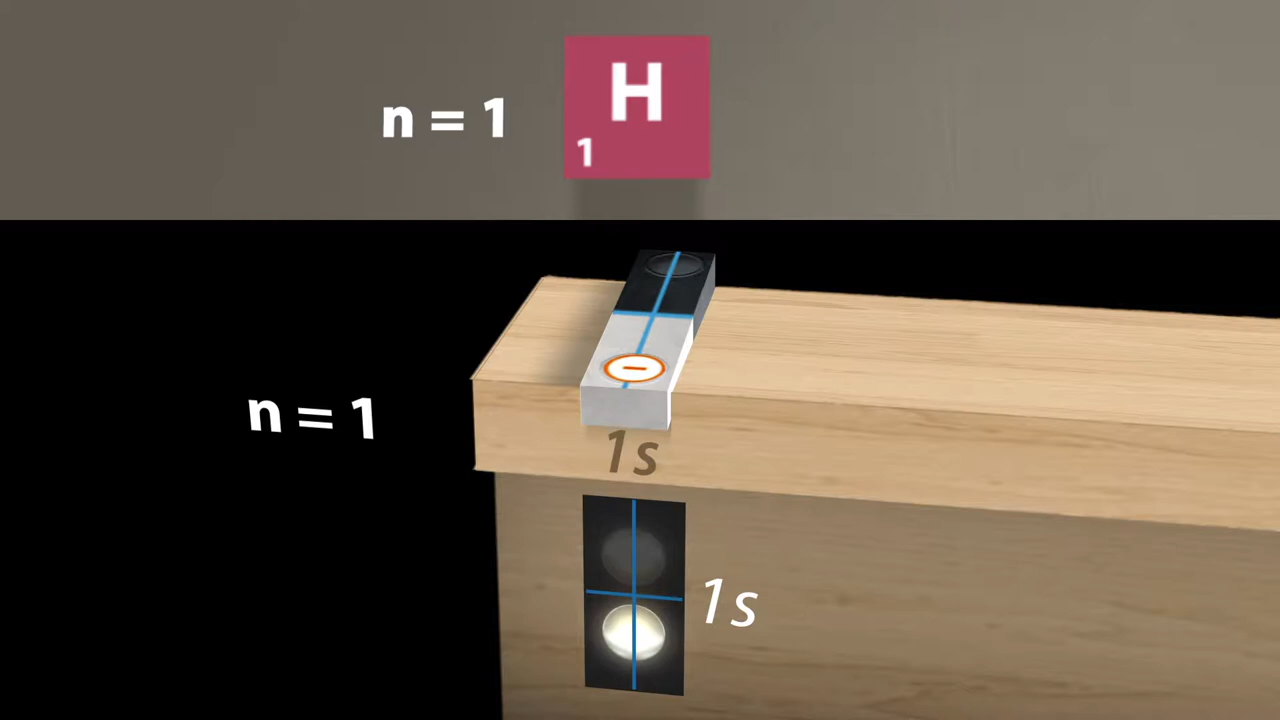 n = 1
H
1
n = 1
−
1s
1s